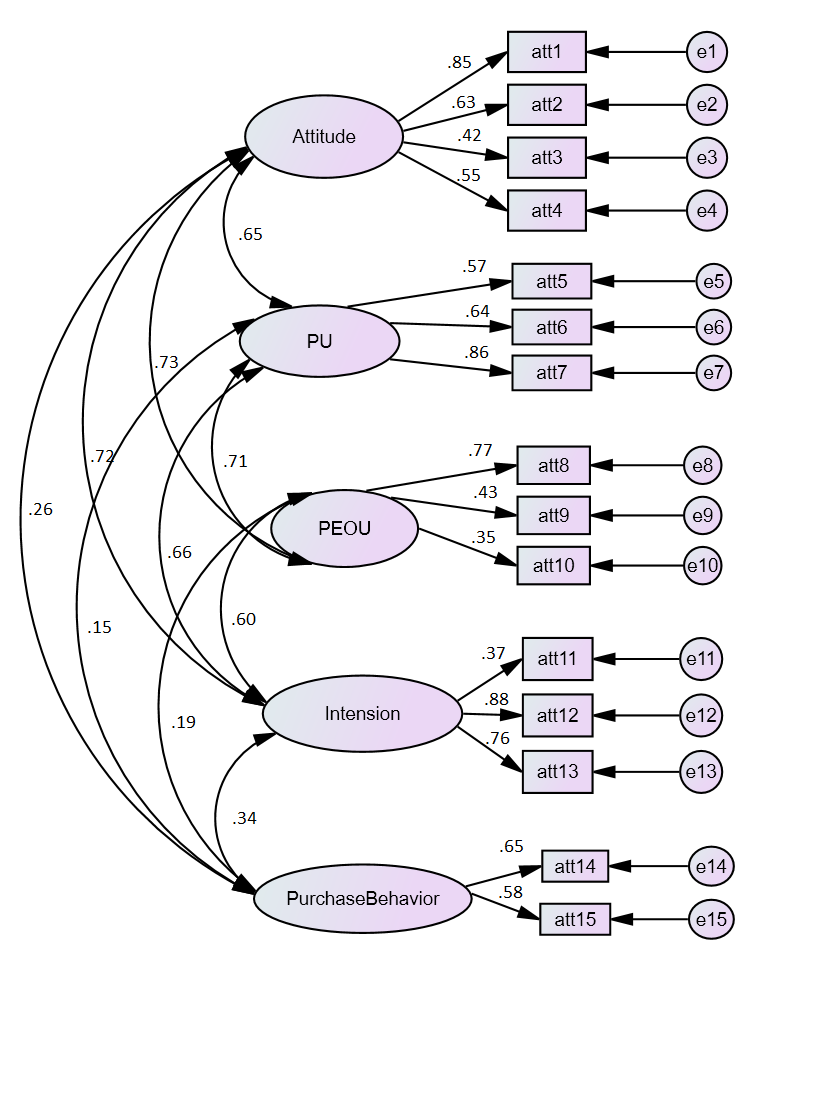 .85
att1
e1
.63
att2
e2
Attitude
.42
att3
e3
.55
att4
e4
.65
.57
att5
e5
.64
att6
e6
PU
.86
att7
e7
.73
.72
.71
.77
att8
e8
.43
att9
e9
.26
PEOU
.35
att10
e10
.66
.60
.15
.37
att11
e11
.88
att12
e12
Intension
.19
.76
att13
e13
.34
.65
att14
e14
PurchaseBehavior
.58
att15
e15